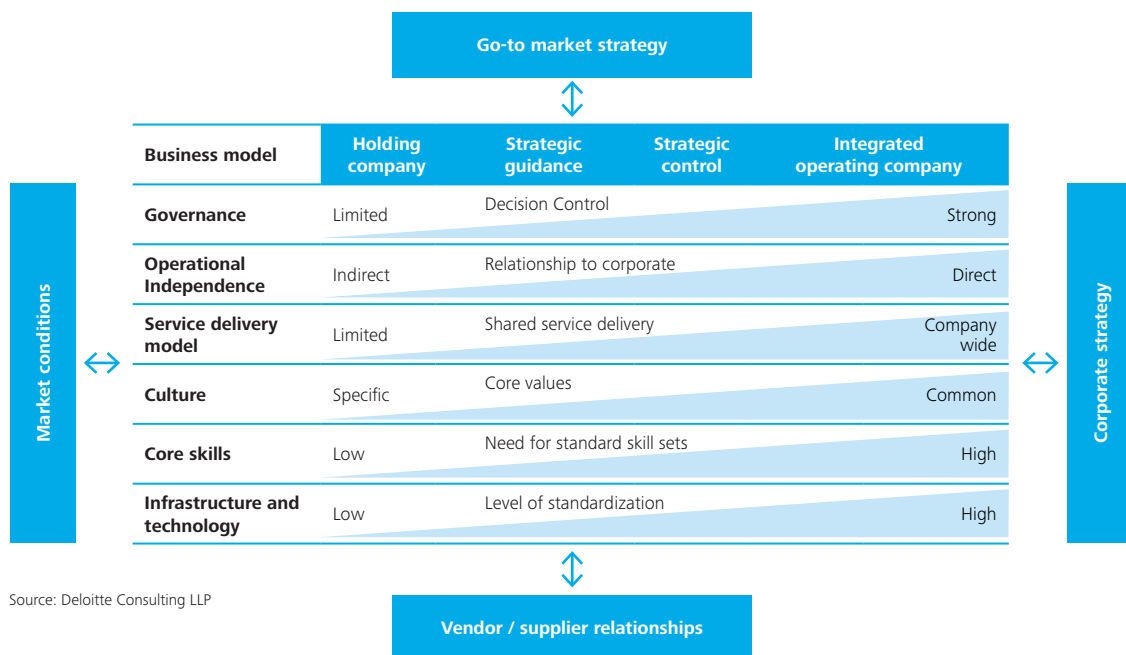 Go-to market strategy
Business model
Holding
company
Strategic
guidance
Strategic
control
Integrated
operating company
Governance
Limited
Decision Control
Strong
Operational
Independence
Indirect
Relationship to corporate
Direct
Service delivery
model
Limited
Shared service delivery
Company
wide
Culture
Specific
Core values
Common
Core skills
Low
Need for standard skill sets
High
Infrastructure and
technology
Low
Level of standardization
High
Market conditions
Corporate strategy
Source: Deloitte Consulting LLP
Vendor / supplier relationships